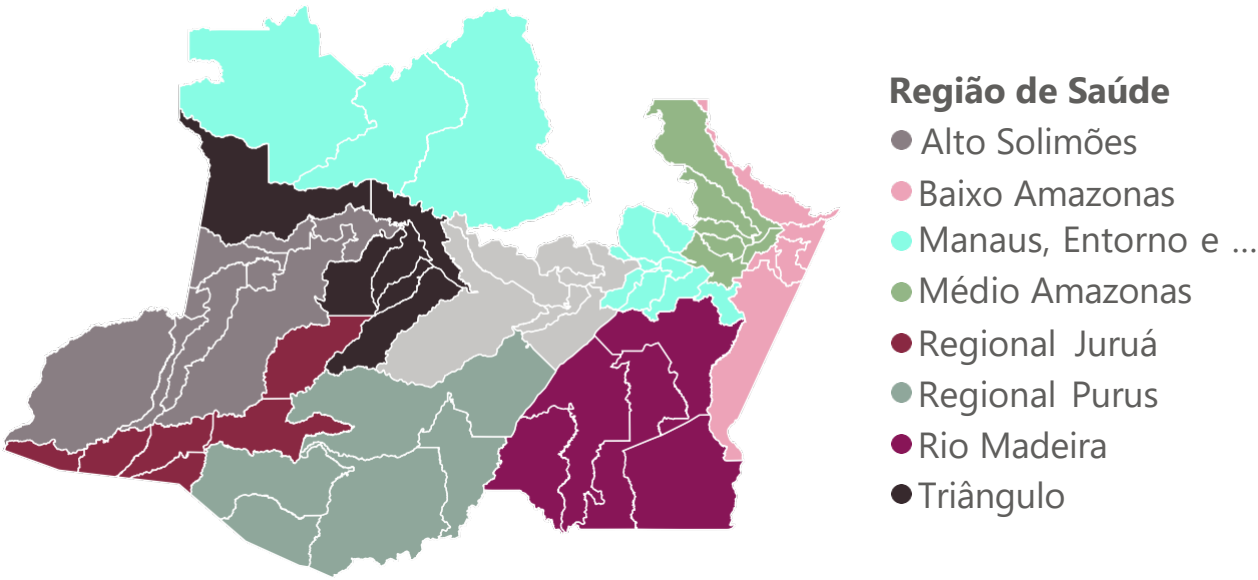 Região de Saúde
Alto Solimões
Baixo Amazonas
Manaus, Entorno e ...
Médio Amazonas
Regional Juruá
Regional Purus
Rio Madeira
Triângulo